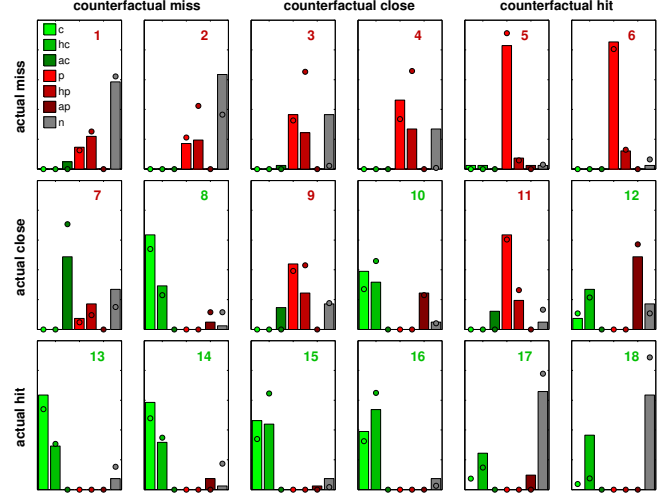 counterfactual miss counterfactual close counterfactual hit
actual miss
c
hc
ac
p
hp
ap
n
1 2 3 4 5 6
actual close
7 8 9 10 11 12
actual hit
13 14 15 16 17 18